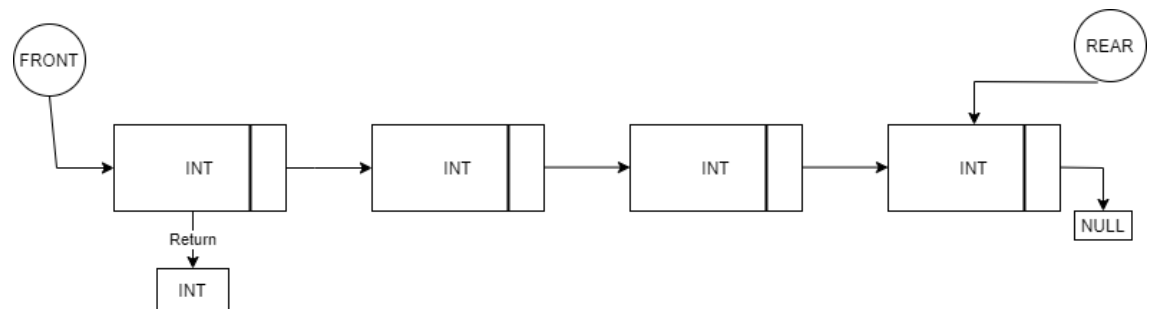 FRONT
REAR
INT
INT
INT
INT
NULL
Return
INT